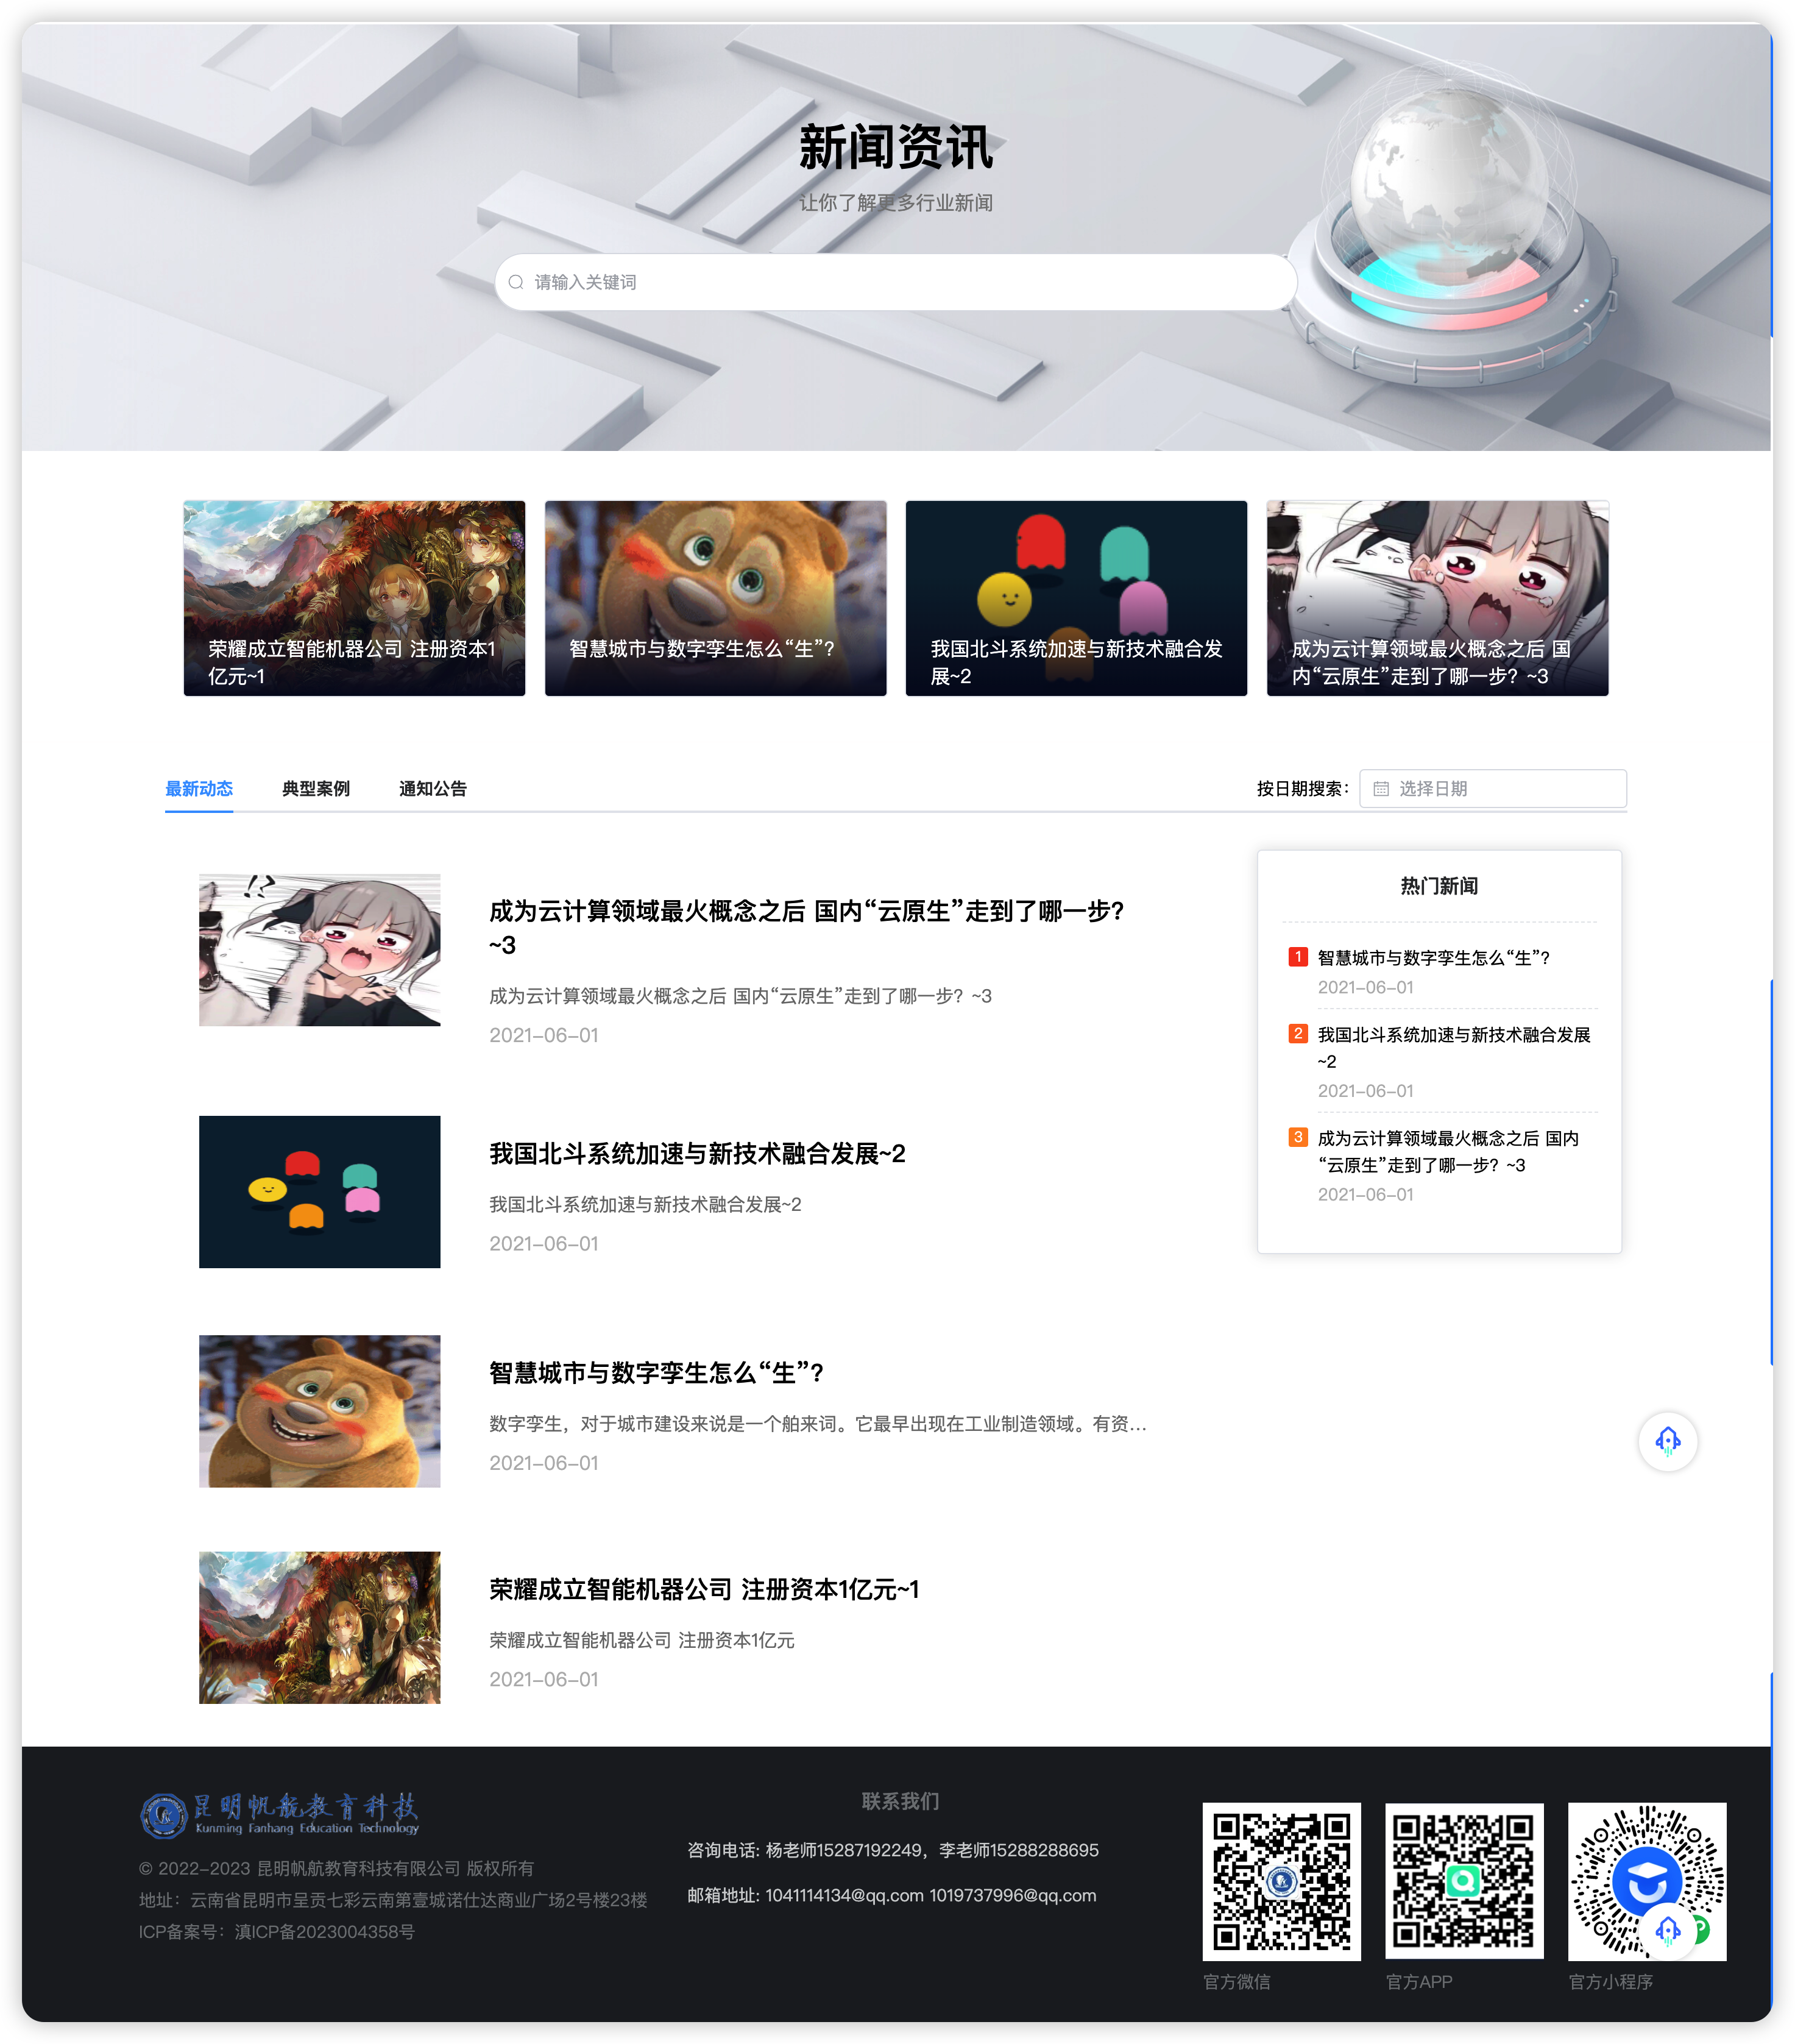 新闻资讯
让你了解更多行业新闻
请输入关键词
荣耀成立智能机器公司 注册资本1
亿元~1
智慧城市与数字孪生怎么“生”？
我国北斗系统加速与新技术融合发
展~2
成为云计算领域最火概念之后 国
内“云原生”走到了哪一步？~3
最新动态
典型案例
通知公告
按日期搜索：
选择日期
!?
成为云计算领域最火概念之后 国内“云原生”走到了哪一步？
~3
成为云计算领域最火概念之后 国内“云原生”走到了哪一步？~3
2021-06-01
我国北斗系统加速与新技术融合发展~2
我国北斗系统加速与新技术融合发展~2
2021-06-01
智慧城市与数字孪生怎么“生”？
数字孪生，对于城市建设来说是一个舶来词。它最早出现在工业制造领域。有资...
2021-06-01
荣耀成立智能机器公司 注册资本1亿元~1
荣耀成立智能机器公司 注册资本1亿元
2021-06-01
热门新闻
1 智慧城市与数字孪生怎么“生”？
2021-06-01
2 我国北斗系统加速与新技术融合发展
~2
2021-06-01
3 成为云计算领域最火概念之后 国内
“云原生”走到了哪一步？~3
2021-06-01
昆明帆航教育科技
Kunming Fanhang Education Technology
© 2022-2023 昆明帆航教育科技有限公司 版权所有
地址：云南省昆明市呈贡七彩云南第壹城诺仕达商业广场2号楼23楼
ICP备案号：滇ICP备2023004358号
联系我们
咨询电话: 杨老师15287192249，李老师15288288695
邮箱地址: 1041114134@qq.com 1019737996@qq.com
官方微信
官方APP
官方小程序